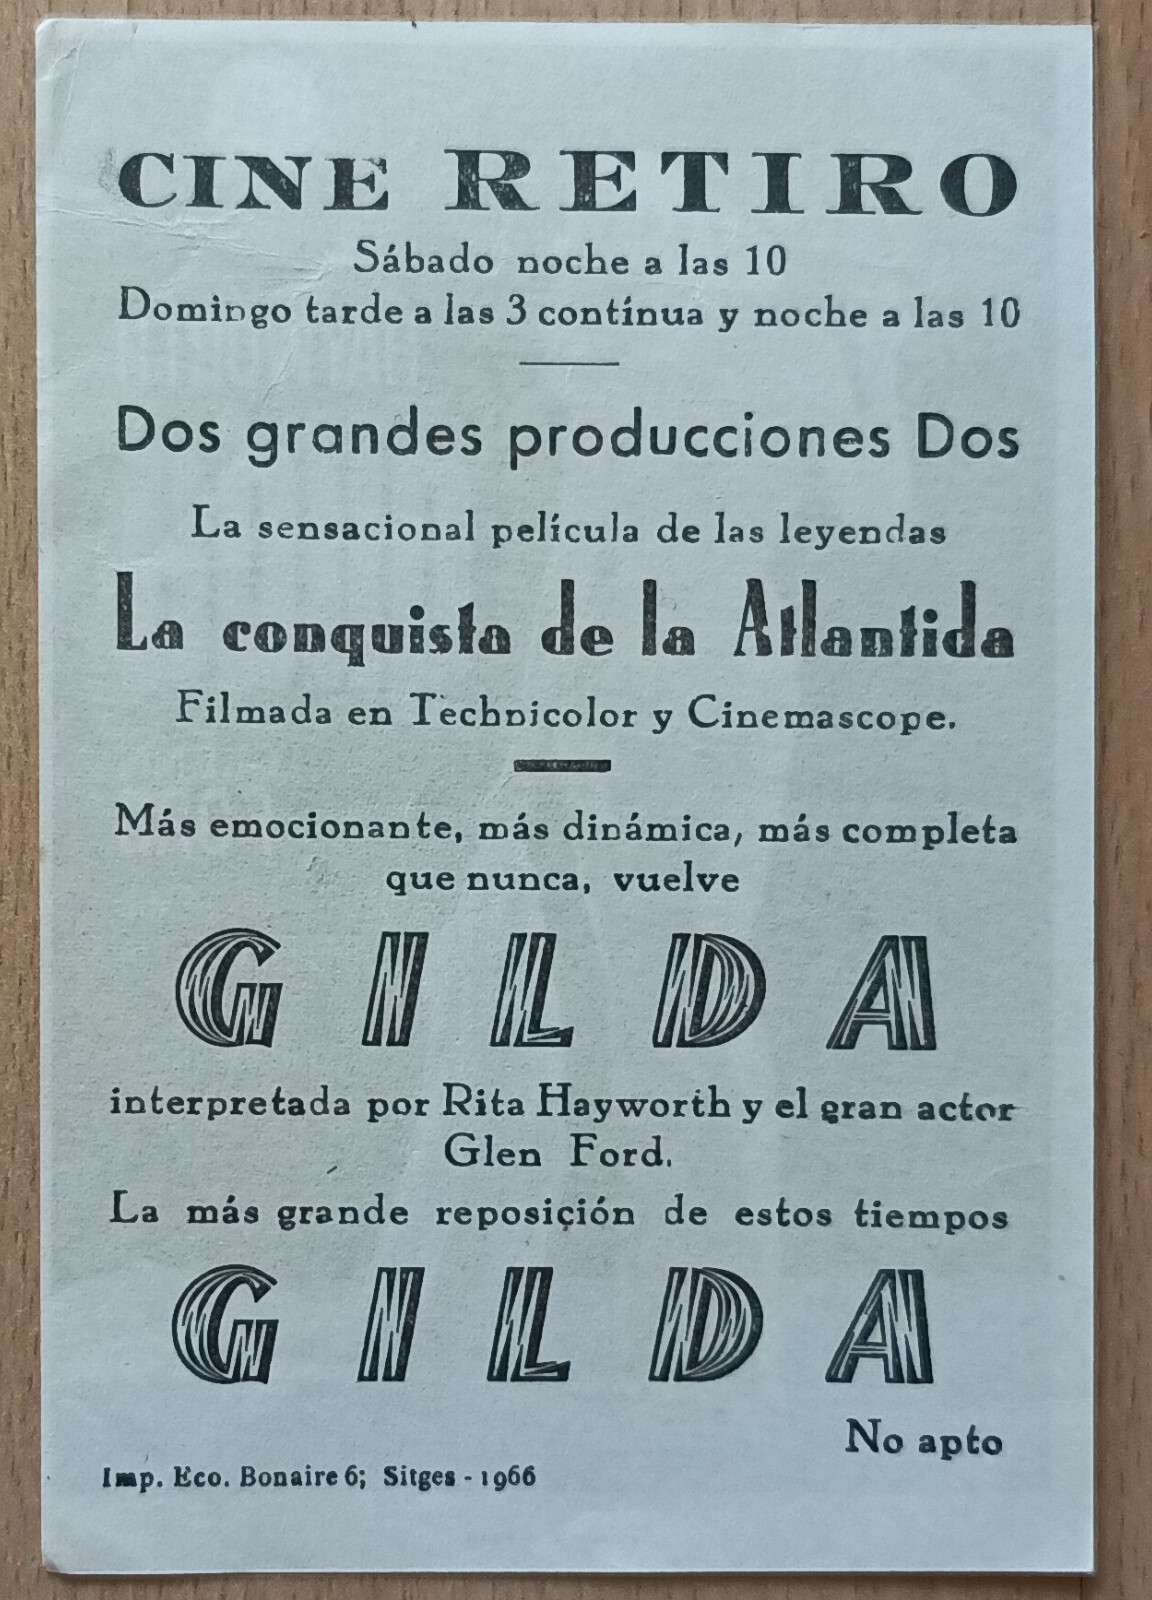 CINE RETIRO
Sábado noche a las 10
Domingo tarde a las 3 contínua y noche a las 10
Dos grandes producciones Dos
La sensacional película de las leyendas
La conquista de la Atlantida
Filmada en Technicolor y Cinemascope.
Más emocionante, más dinámica, más completa
que nunca, vuelve
GILDA
interpretada por Rita Hayworth y el gran actor
Glen Ford.
La más grande reposición de estos tiempos
GILDA
No apto
Imp. Eco. Bonaire 6; Sitges - 1966